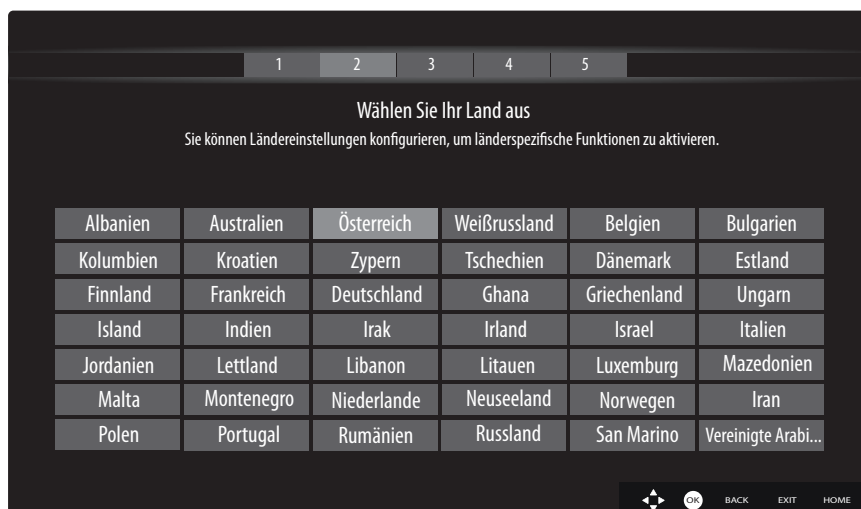 1 2 3 4 5
Wählen Sie Ihr Land aus
Sie können Ländereinstellungen konfigurieren, um länderspezifische Funktionen zu aktivieren.
Albanien Australien Österreich Weißrussland Belgien Bulgarien
Kolumbien Kroatien Zypern Tschechien Dänemark Estland
Finnland Frankreich Deutschland Ghana Griechenland Ungarn
Island Indien Irak Irland Israel Italien
Jordanien Lettland Libanon Litauen Luxemburg Mazedonien
Malta Montenegro Niederlande Neuseeland Norwegen Iran
Polen Portugal Rumänien Russland San Marino Vereinigte Arabi...
OK BACK EXIT HOME